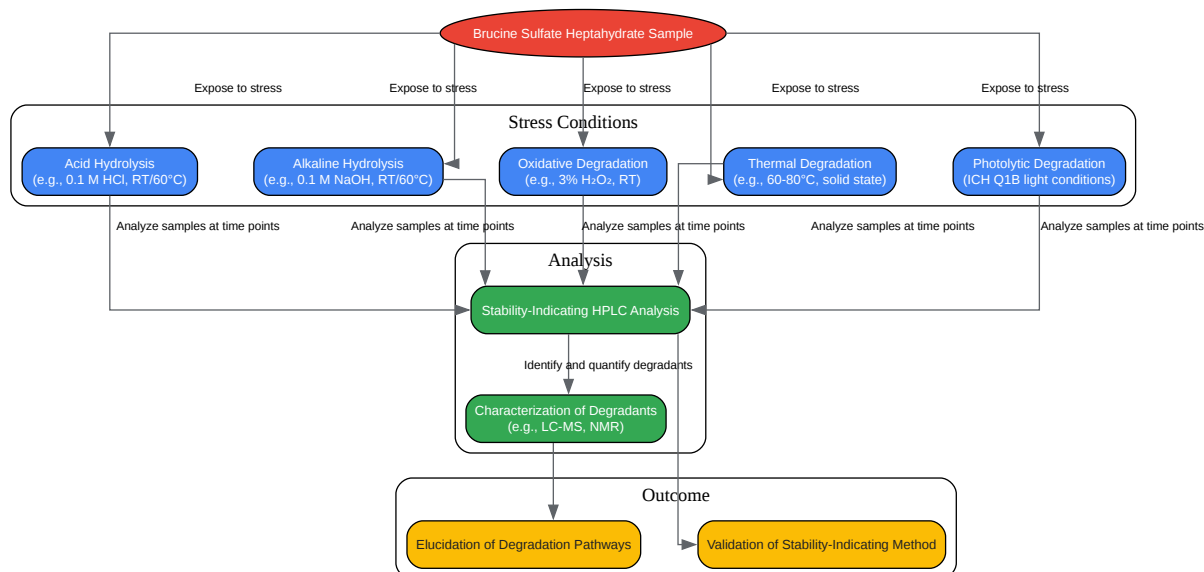 Brucine Sulfate Heptahydrate Sample
Expose to stress
Expose to stress
Expose to stress
Expose to stress
Expose to stress
Stress Conditions
Acid Hydrolysis
(e.g., 0.1 M HCl, RT/60°C)
Alkaline Hydrolysis
(e.g., 0.1 M NaOH, RT/60°C)
Oxidative Degradation
(e.g., 3% H₂O₂, RT)
Thermal Degradation
(e.g., 60-80°C, solid state)
Photolytic Degradation
(ICH Q1B light conditions)
Analyze samples at time points
Analyze samples at time points
Analyze samples at time points
Analyze samples at time points
Analyze samples at time points
Analysis
Stability-Indicating HPLC Analysis
Identify and quantify degradants
Characterization of Degradants
(e.g., LC-MS, NMR)
Outcome
Elucidation of Degradation Pathways
Validation of Stability-Indicating Method